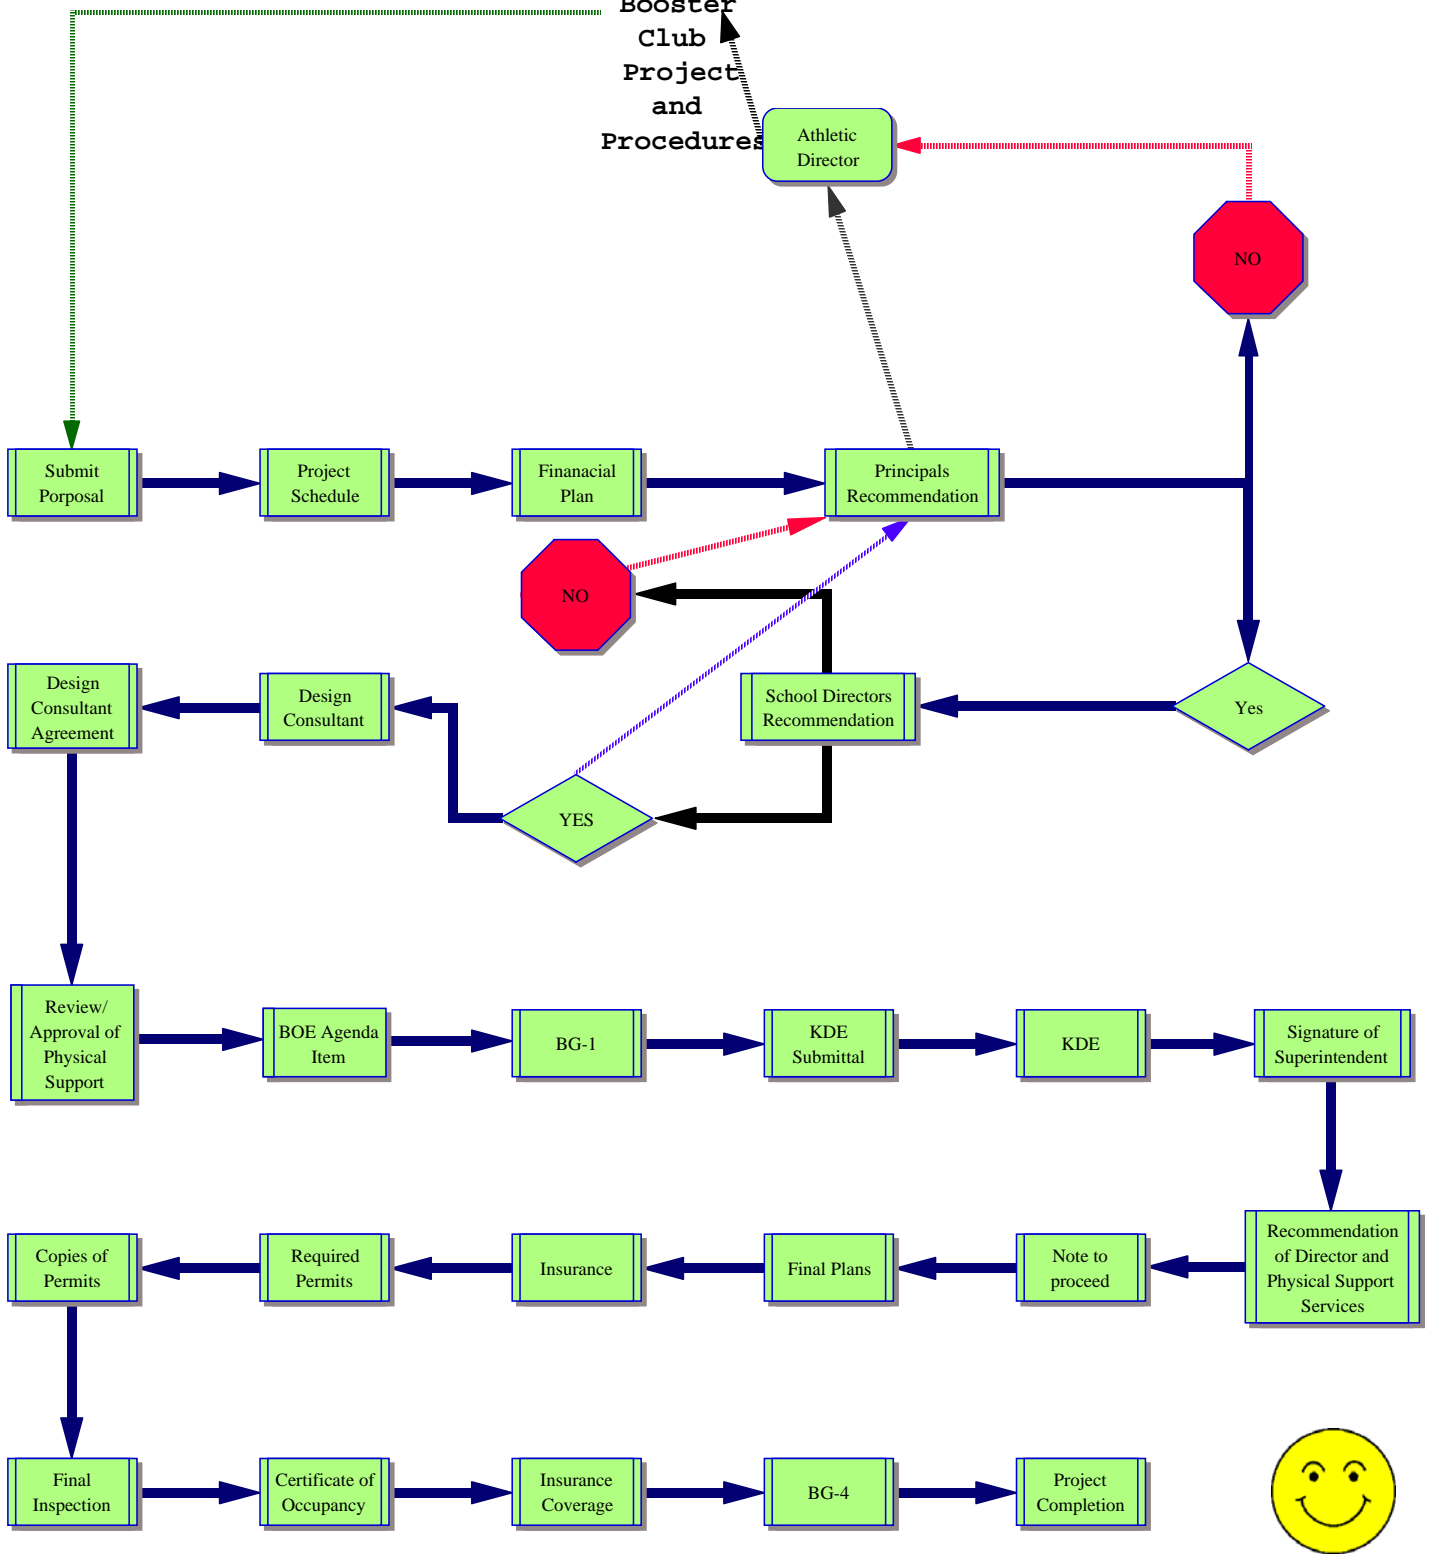 Booster
Club
Project
and
Procedures
Athletic
Director
NO
Submit
Porposal
Project
Schedule
Finanacial
Plan
Principals
Recommendation
NO
Design
Consultant
Agreement
Design
Consultant
School Directors
Recommendation
Yes
YES
Review/
Approval of
Physical
Support
BOE Agenda
Item
BG-1
KDE
Submittal
KDE
Signature of
Superintendent
Copies of
Permits
Required
Permits
Insurance
Final Plans
Note to
proceed
Recommendation
of Director and
Physical Support
Services
Final
Inspection
Certificate of
Occupancy
Insurance
Coverage
BG-4
Project
Completion